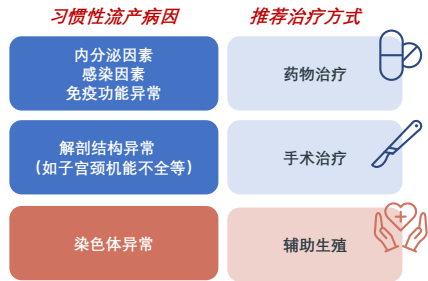 习惯性流产病因
推荐治疗方式
内分泌因素
感染因素
免疫功能异常
药物治疗
解剖结构异常
（如子宫颈机能不全等）
手术治疗
染色体异常
辅助生殖